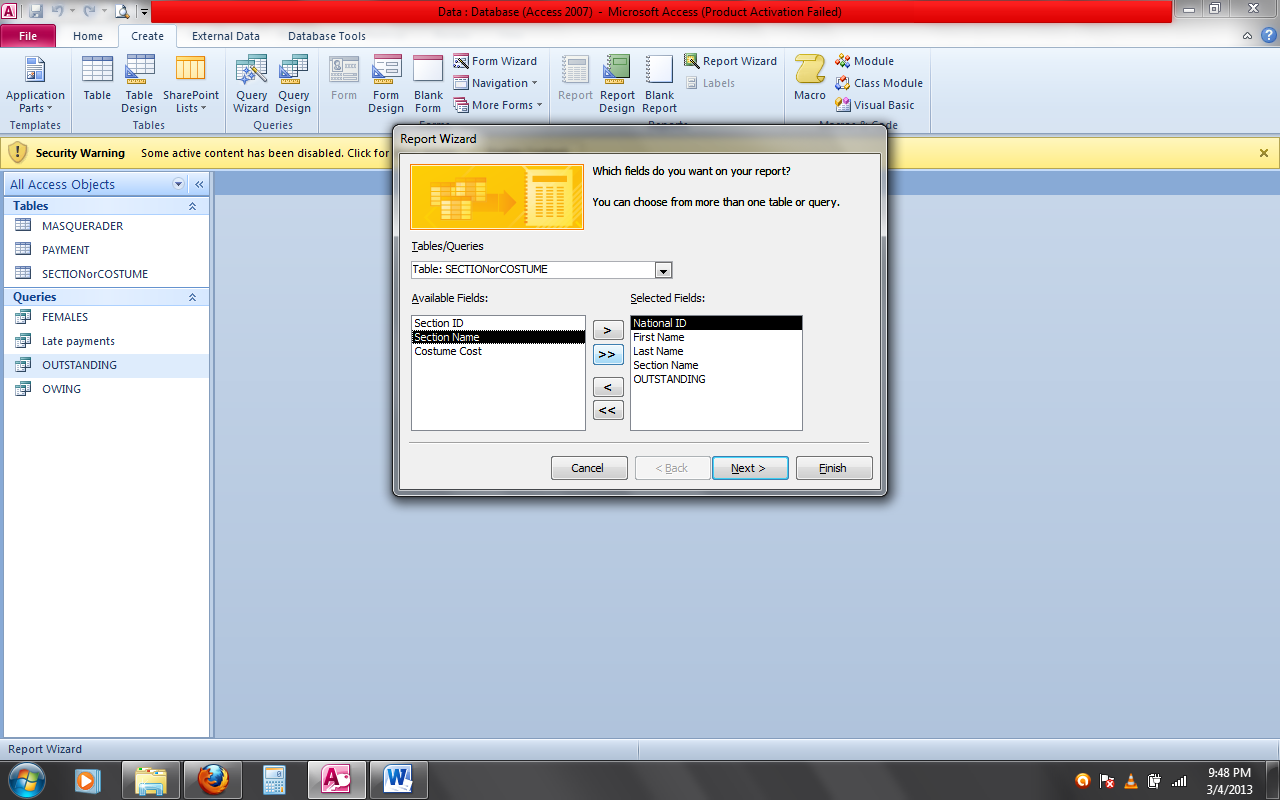 Data : Database (Access 2007) - Microsoft Access (Product Activation Failed)
File Home Create External Data Database Tools
Application Parts
Table
Table Design
SharePoint Lists
Query Wizard
Query Design
Form
Form Design
Blank Form
Form Wizard
Navigation
More Forms
Report
Report Design
Blank Report
Report Wizard
Labels
Macro
Module
Class Module
Visual Basic
Templates Tables Queries
Security Warning Some active content has been disabled. Click for
All Access Objects
Tables
MASQUERADER
PAYMENT
SECTIONorCOSTUME
Queries
FEMALES
Late payments
OUTSTANDING
OWING
Report Wizard
Which fields do you want on your report?
You can choose from more than one table or query.
Tables/Queries
Table: SECTIONorCOSTUME
Available Fields:
Section ID
Section Name
Costume Cost
>
>>
<
<<
Selected Fields:
National ID
First Name
Last Name
Section Name
OUTSTANDING
Cancel < Back Next > Finish
Report Wizard
9:48 PM
3/4/2013